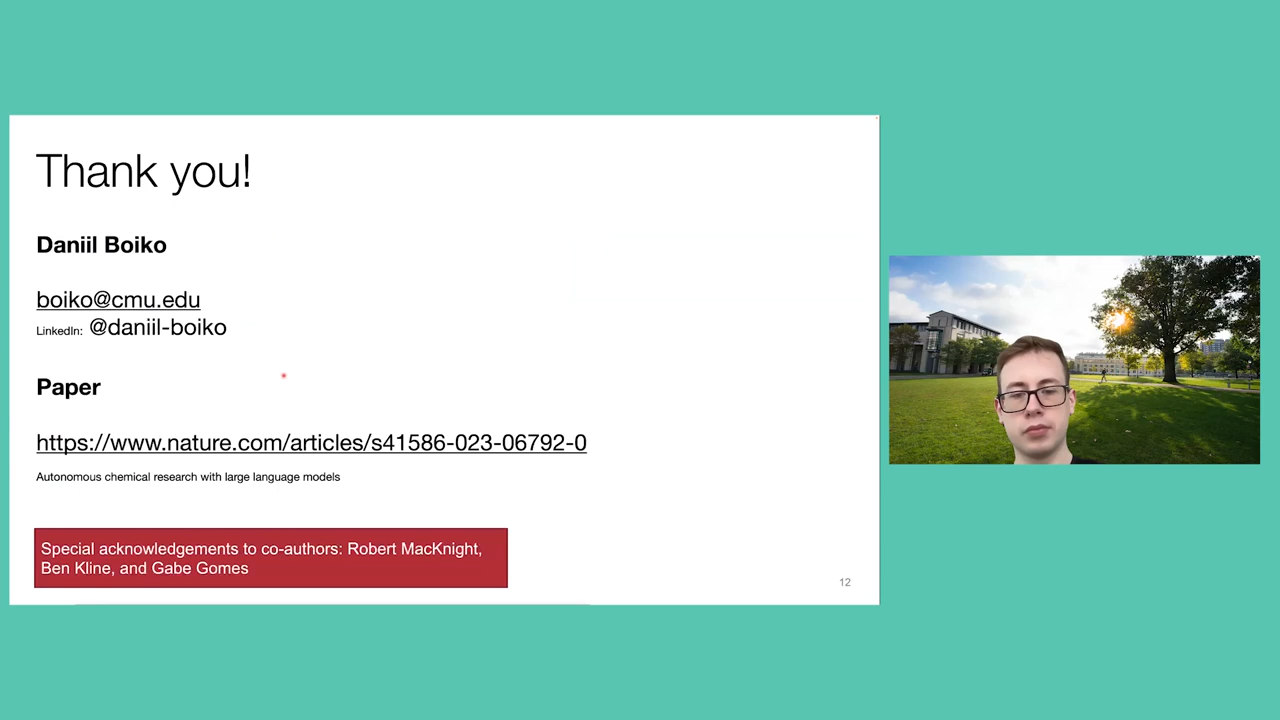 Thank you!
Daniil Boiko
boiko@cmu.edu
LinkedIn: @daniil-boiko
Paper
https://www.nature.com/articles/s41586-023-06792-0
Autonomous chemical research with large language models
Special acknowledgements to co-authors: Robert MacKnight,
Ben Kline, and Gabe Gomes
12